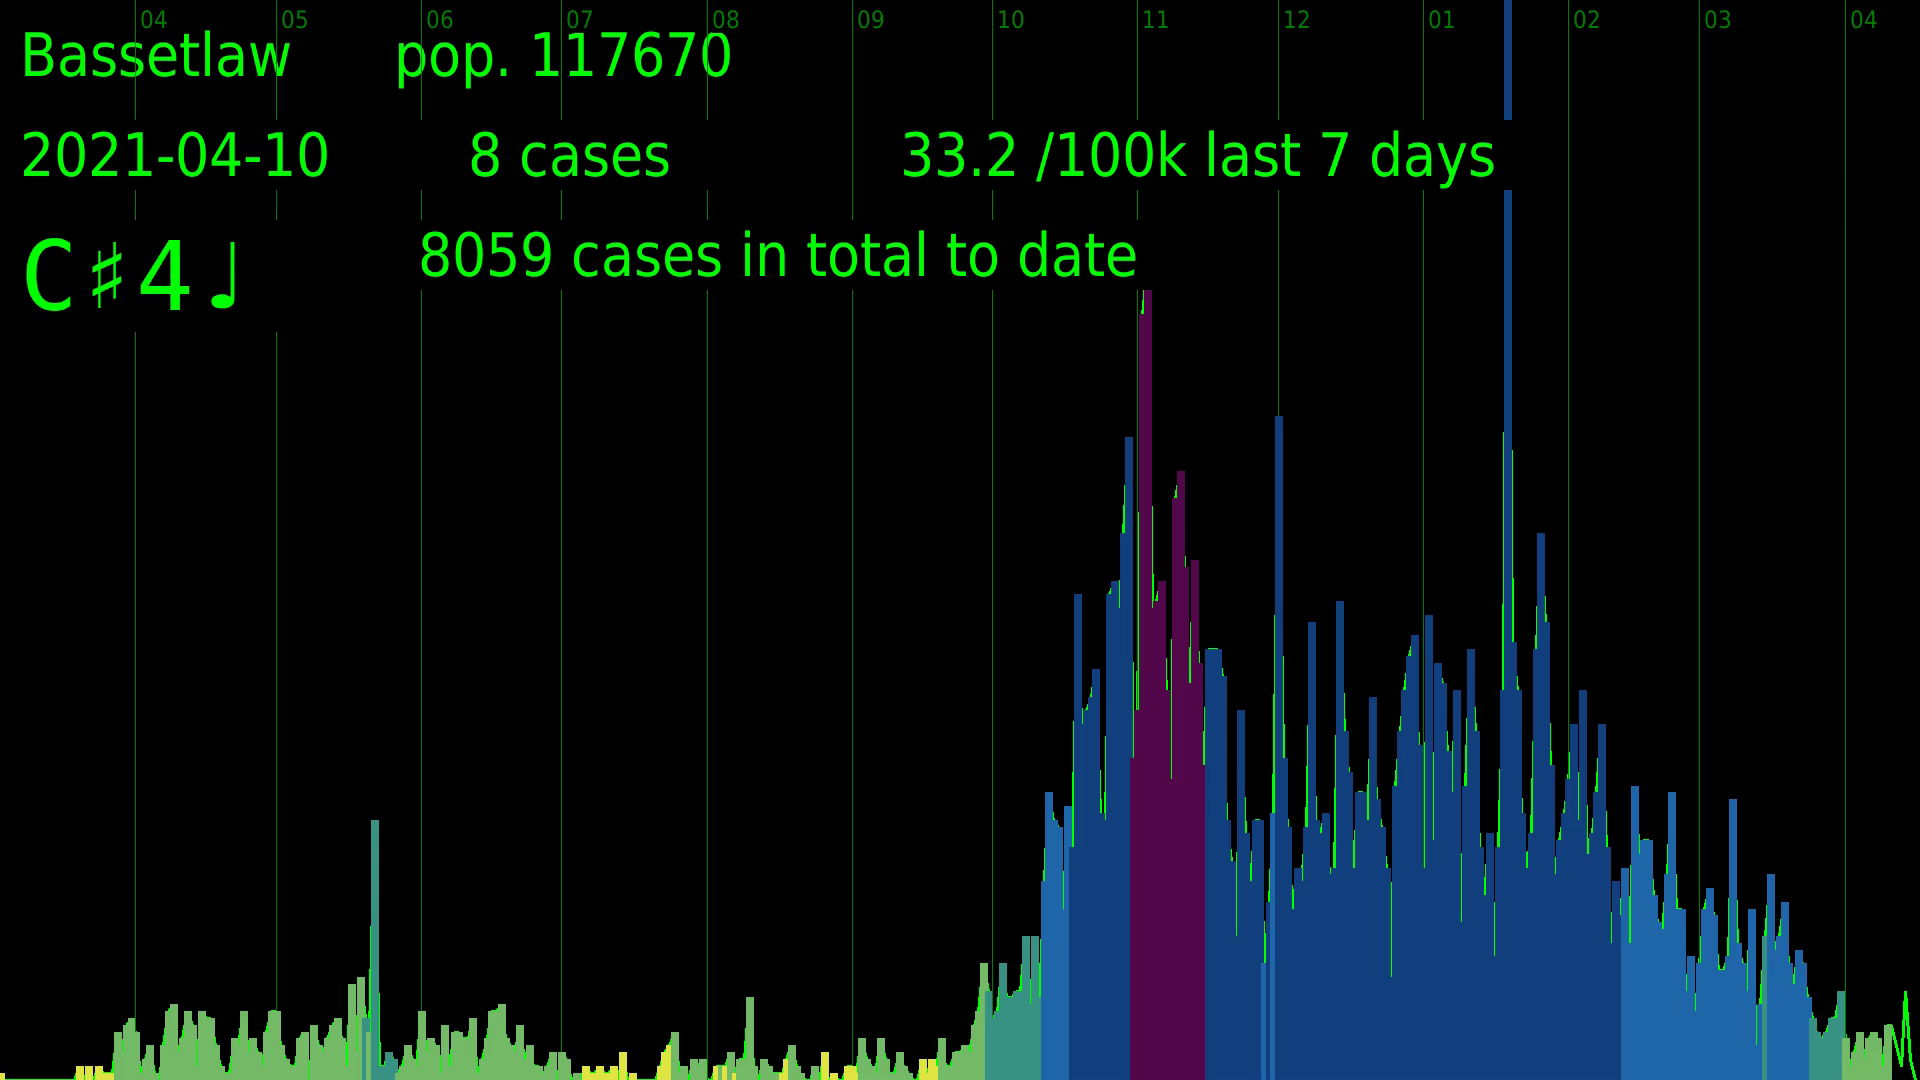 04 05 06 07 08 09 10 11 12 01 02 03 04
Bassetlaw pop. 117670
2021-04-10 8 cases 33.2 /100k last 7 days
C♯4♩ 8059 cases in total to date